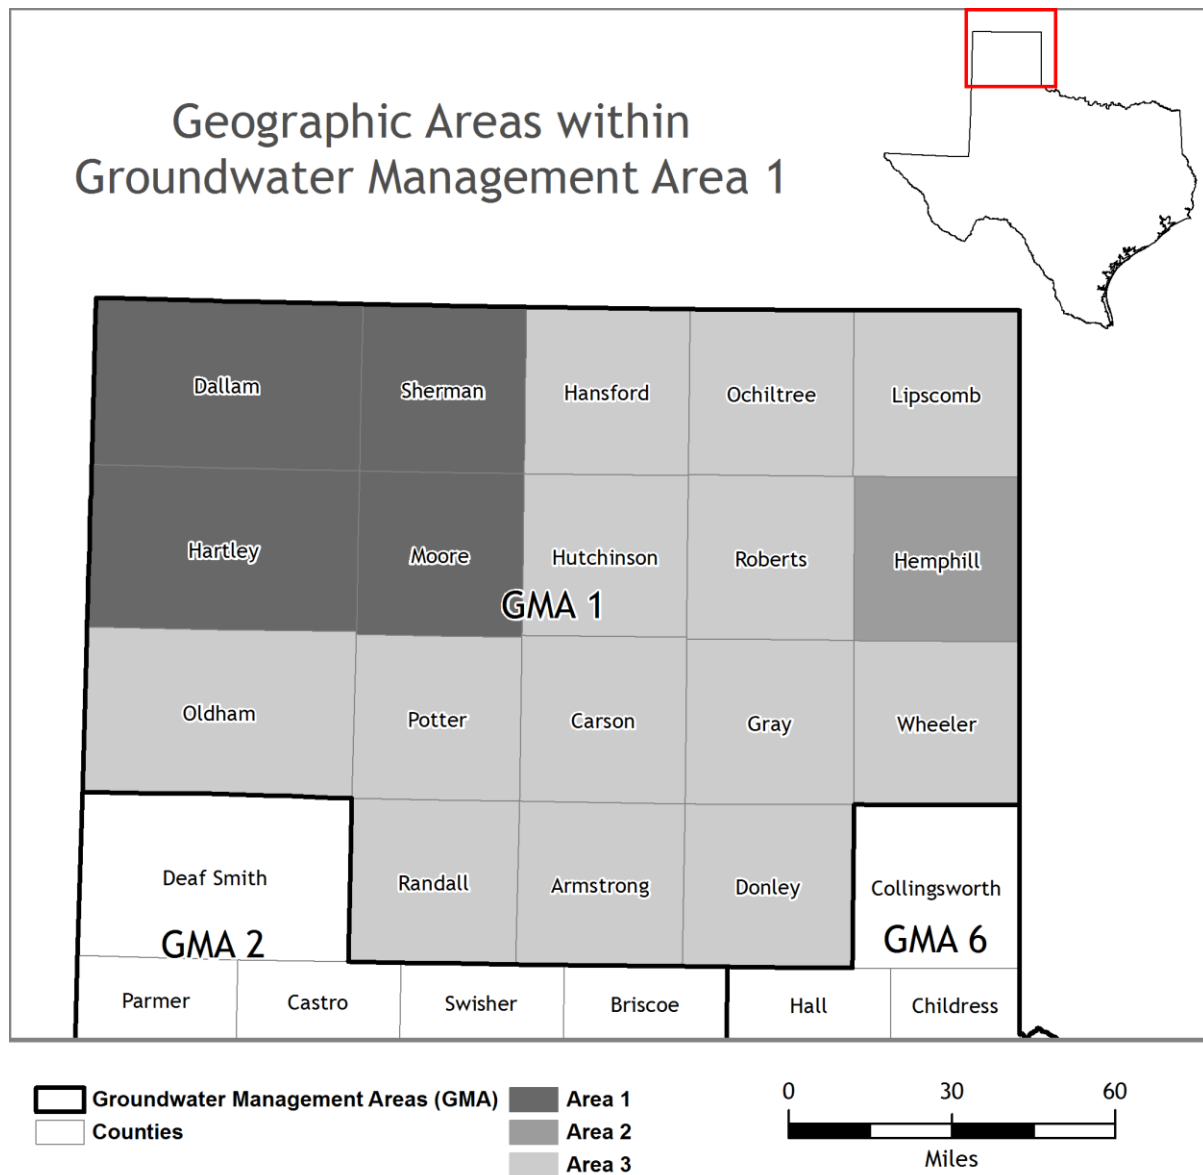 Geographic Areas within
Groundwater Management Area 1
Dallam
Sherman
Hansford
Ochiltree
Lipscomb
Hartley
Moore
Hutchinson
Roberts
Hemphill
GMA 1
Oldham
Potter
Carson
Gray
Wheeler
Deaf Smith
Randall
Armstrong
Donley
Collingsworth
GMA 2
GMA 6
Parmer
Castro
Swisher
Briscoe
Hall
Childress
Groundwater Management Areas (GMA)
Counties
Area 1
Area 2
Area 3
0 30 60
Miles